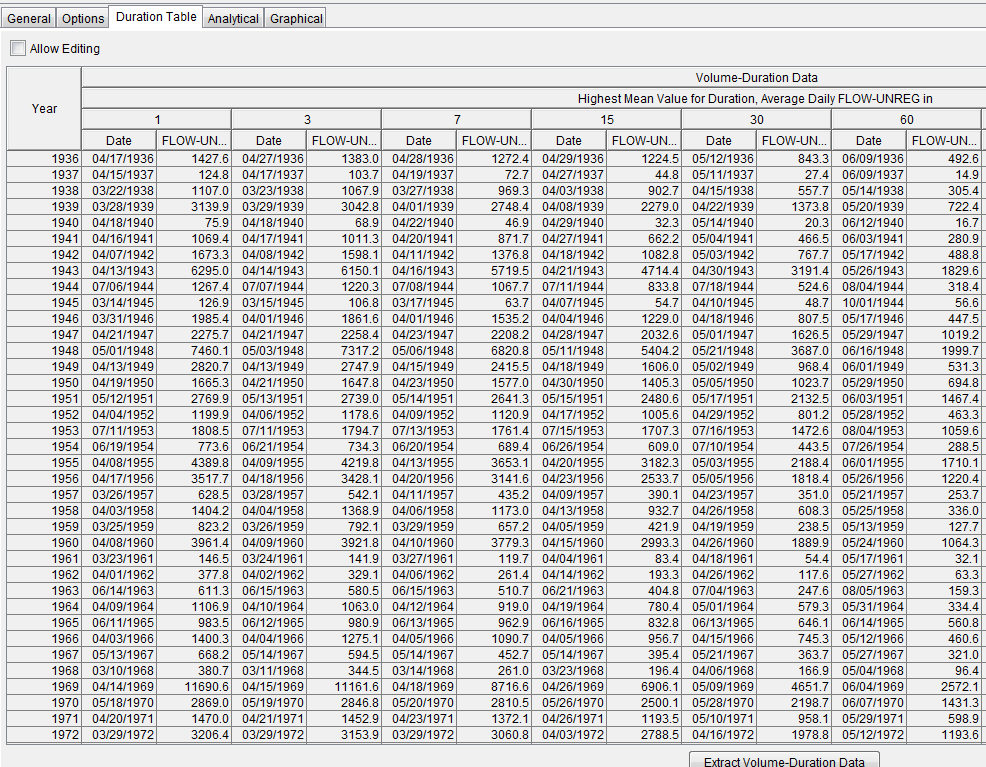 General Options Duration Table Analytical Graphical
Allow Editing
Volume-Duration Data
Highest Mean Value for Duration, Average Daily FLOW-UNREG in
Year
1 3 7 15 30 60
Date FLOW-UN... Date FLOW-UN... Date FLOW-UN... Date FLOW-UN... Date FLOW-UN... Date FLOW-UN...
1936 04/17/1936 1427.6 04/27/1936 1383.0 04/28/1936 1272.4 04/29/1936 1224.5 05/12/1936 843.3 06/09/1936 492.6
1937 04/15/1937 124.8 04/17/1937 103.7 04/19/1937 72.7 04/27/1937 44.8 05/11/1937 27.4 06/09/1937 14.9
1938 03/22/1938 1107.0 03/23/1938 1067.9 03/27/1938 969.3 04/03/1938 902.7 04/15/1938 557.7 05/14/1938 305.4
1939 03/28/1939 3139.9 03/29/1939 3042.8 04/01/1939 2748.4 04/08/1939 2279.0 04/22/1939 1373.8 05/20/1939 722.4
1940 04/18/1940 75.9 04/18/1940 68.9 04/22/1940 46.9 04/29/1940 32.3 05/14/1940 20.3 06/12/1940 16.7
1941 04/16/1941 1069.4 04/17/1941 1011.3 04/20/1941 871.7 04/27/1941 662.2 05/04/1941 466.5 06/03/1941 280.9
1942 04/07/1942 1673.3 04/08/1942 1598.1 04/11/1942 1376.8 04/18/1942 1082.8 05/03/1942 767.7 05/17/1942 488.8
1943 04/13/1943 6295.0 04/14/1943 6150.1 04/16/1943 5719.5 04/21/1943 4714.4 04/30/1943 3191.4 05/26/1943 1829.6
1944 07/06/1944 1267.4 07/07/1944 1220.3 07/08/1944 1067.7 07/11/1944 833.8 07/18/1944 524.6 08/04/1944 318.4
1945 03/14/1945 126.9 03/15/1945 106.8 03/17/1945 63.7 04/07/1945 54.7 04/10/1945 48.7 10/01/1944 56.6
1946 03/31/1946 1985.4 04/01/1946 1861.6 04/01/1946 1535.2 04/04/1946 1229.0 04/18/1946 807.5 05/17/1946 447.5
1947 04/21/1947 2275.7 04/21/1947 2258.4 04/23/1947 2208.2 04/28/1947 2032.6 05/01/1947 1626.5 05/29/1947 1019.2
1948 05/01/1948 7460.1 05/03/1948 7317.2 05/06/1948 6820.8 05/11/1948 5404.2 05/21/1948 3687.0 06/16/1948 1999.7
1949 04/13/1949 2820.7 04/13/1949 2747.9 04/15/1949 2415.5 04/18/1949 1606.0 05/02/1949 968.4 06/01/1949 531.3
1950 04/19/1950 1665.3 04/21/1950 1647.8 04/23/1950 1577.0 04/30/1950 1405.3 05/05/1950 1023.7 05/29/1950 694.8
1951 05/12/1951 2769.9 05/13/1951 2739.0 05/14/1951 2641.3 05/15/1951 2480.6 05/17/1951 2132.5 06/03/1951 1467.4
1952 04/04/1952 1199.9 04/06/1952 1178.6 04/09/1952 1120.9 04/17/1952 1005.6 04/29/1952 801.2 05/28/1952 463.3
1953 07/11/1953 1808.5 07/11/1953 1794.7 07/13/1953 1761.4 07/15/1953 1707.3 07/16/1953 1472.6 08/04/1953 1059.6
1954 06/19/1954 773.6 06/21/1954 734.3 06/20/1954 689.4 06/26/1954 609.0 07/10/1954 443.5 07/26/1954 288.5
1955 04/08/1955 4389.8 04/09/1955 4219.8 04/13/1955 3653.1 04/20/1955 3182.3 05/03/1955 2188.4 06/01/1955 1710.1
1956 04/17/1956 3517.7 04/18/1956 3428.1 04/20/1956 3141.6 04/23/1956 2533.7 05/05/1956 1818.4 05/26/1956 1220.4
1957 03/26/1957 628.5 03/28/1957 542.1 04/11/1957 435.2 04/09/1957 390.1 04/23/1957 351.0 05/21/1957 253.7
1958 04/03/1958 1404.2 04/04/1958 1368.9 04/06/1958 1173.0 04/13/1958 932.7 04/26/1958 608.3 05/25/1958 336.0
1959 03/25/1959 823.2 03/26/1959 792.1 03/29/1959 657.2 04/05/1959 421.9 04/19/1959 238.5 05/13/1959 127.7
1960 04/08/1960 3961.4 04/09/1960 3921.8 04/10/1960 3779.3 04/15/1960 2993.3 04/26/1960 1889.9 05/24/1960 1064.3
1961 03/23/1961 146.5 03/24/1961 141.9 03/27/1961 119.7 04/04/1961 83.4 04/18/1961 54.4 05/17/1961 32.1
1962 04/01/1962 377.8 04/02/1962 329.1 04/06/1962 261.4 04/14/1962 193.3 04/26/1962 117.6 05/27/1962 63.3
1963 06/14/1963 611.3 06/15/1963 580.5 06/15/1963 510.7 06/21/1963 404.8 07/04/1963 247.6 08/05/1963 159.3
1964 04/09/1964 1106.9 04/10/1964 1063.0 04/12/1964 919.0 04/19/1964 780.4 05/01/1964 579.3 05/31/1964 334.4
1965 06/11/1965 983.5 06/12/1965 980.9 06/13/1965 962.9 06/16/1965 832.8 06/13/1965 646.1 06/14/1965 560.8
1966 04/03/1966 1400.3 04/04/1966 1275.1 04/05/1966 1090.7 04/05/1966 956.7 04/15/1966 745.3 05/12/1966 460.6
1967 05/13/1967 668.2 05/14/1967 594.5 05/14/1967 452.7 05/14/1967 395.4 05/21/1967 363.7 05/27/1967 321.0
1968 03/10/1968 380.7 03/11/1968 344.5 03/14/1968 261.0 03/23/1968 196.4 04/06/1968 166.9 05/04/1968 96.4
1969 04/14/1969 11690.6 04/15/1969 11161.6 04/18/1969 8716.6 04/26/1969 6906.1 05/09/1969 4651.7 06/04/1969 2572.1
1970 05/18/1970 2869.0 05/19/1970 2846.8 05/20/1970 2810.5 05/26/1970 2500.1 05/28/1970 2198.7 06/07/1970 1431.3
1971 04/20/1971 1470.0 04/21/1971 1452.9 04/23/1971 1372.1 04/26/1971 1193.5 05/10/1971 958.1 05/29/1971 598.9
1972 03/29/1972 3206.4 03/29/1972 3153.9 03/29/1972 3060.8 04/03/1972 2788.5 04/16/1972 1978.8 05/12/1972 1193.6
Extract Volume-Duration Data